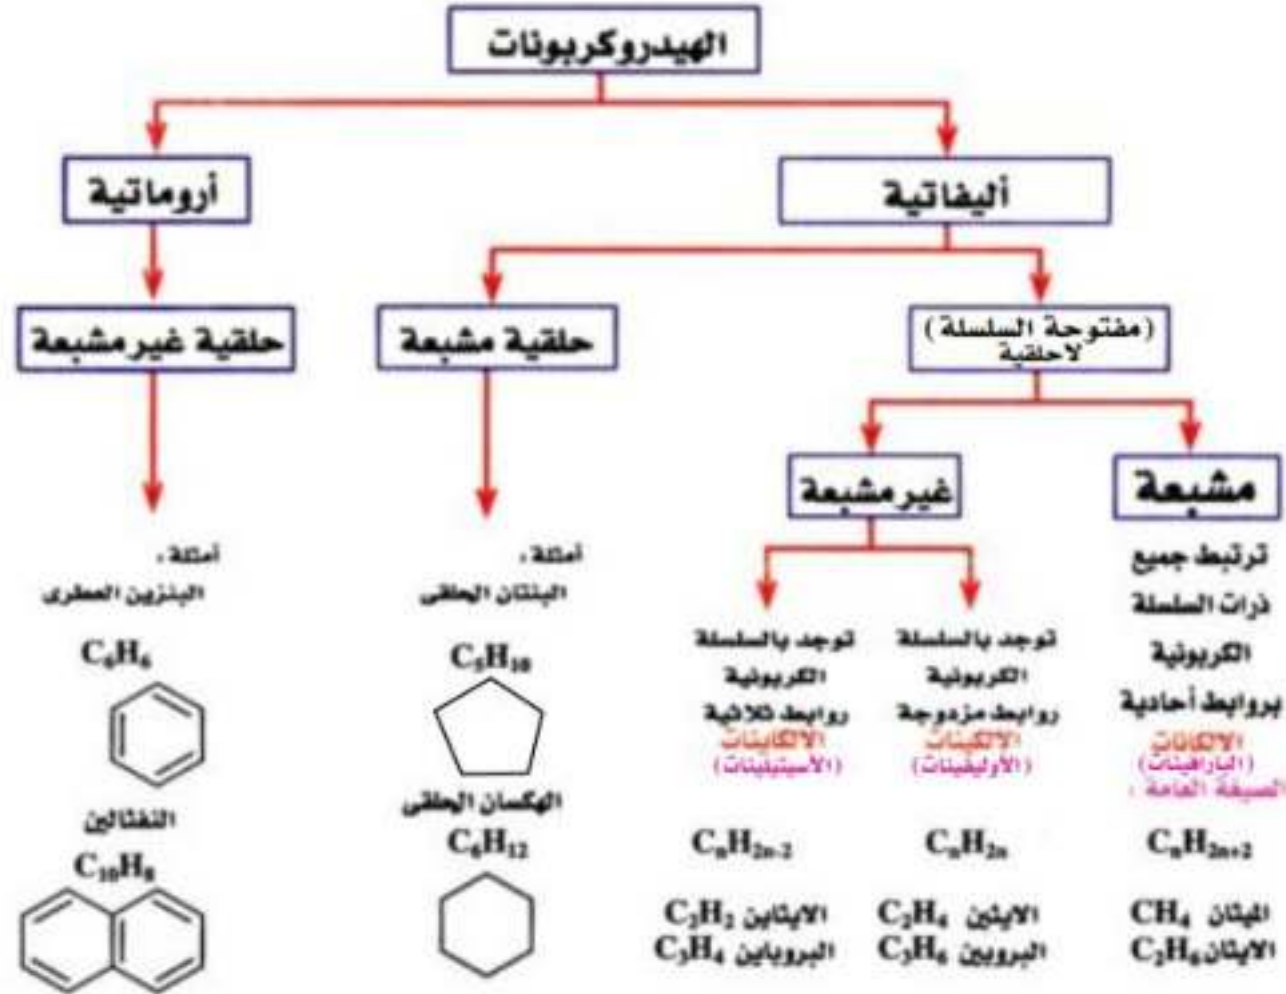 الهيدروكربونات
أليفاتية
أروماتية
(مفتوحة السلسلة)
لاحلقية
حلقية مشبعة
حلقية غير مشبعة
مشبعة
غير مشبعة
ترتبط جميع
ذرات السلسلة
الكربونية
بروابط أحادية
الالكانات
(البارافينات)
الصيغة العامة :
CₙH₂ₙ₊₂
الميثان CH₄
الايثان C₂H₆
توجد بالسلسلة
الكربونية
روابط مزدوجة
الالكينات
(الأوليفينات)
CₙH₂ₙ
الايثين C₂H₄
البروبين C₃H₆
توجد بالسلسلة
الكربونية
روابط ثلاثية
الالكاينات
(الأسيتيلينات)
CₙH₂ₙ₋₂
الايثاين C₂H₂
البروباين C₃H₄
أمثلة :
البنتان الحلقى
C₅H₁₀
الهكسان الحلقى
C₆H₁₂
أمثلة :
البنزين العطرى
C₆H₆
النفثالين
C₁₀H₈